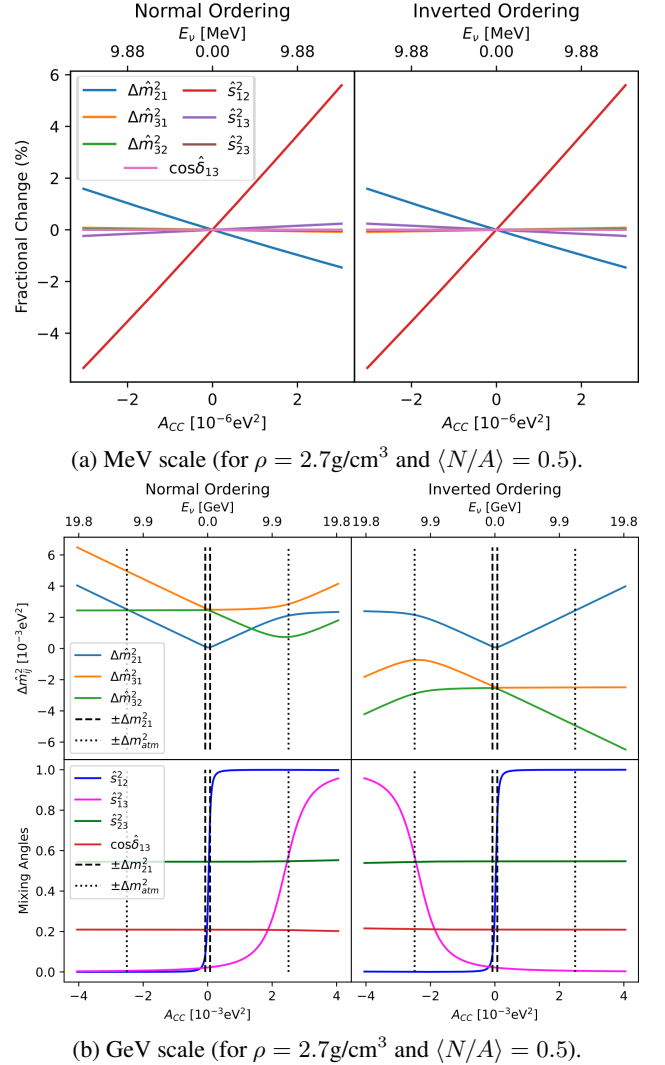 Normal Ordering Inverted Ordering
Eν [MeV] Eν [MeV]
9.88 0.00 9.88 9.88 0.00 9.88
6
4
2
0
−2
−4
Fractional Change (%)
Δm̂²₂₁ ŝ²₁₂
Δm̂²₃₁ ŝ²₁₃
Δm̂²₃₂ ŝ²₂₃
cosδ̂₁₃
−2 0 2 −2 0 2
A_CC [10⁻⁶eV²] A_CC [10⁻⁶eV²]
(a) MeV scale (for ρ = 2.7g/cm³ and ⟨N/A⟩ = 0.5).
Normal Ordering Inverted Ordering
Eν [GeV] Eν [GeV]
19.8 9.9 0.0 9.9 19.8 19.8 9.9 0.0 9.9 19.8
6
4
2
0
−2
−4
−6
Δm̂²ᵢⱼ [10⁻³eV²]
Δm̂²₂₁
Δm̂²₃₁
Δm̂²₃₂
±Δm²₂₁
±Δm²_atm
1.0
0.8
0.6
0.4
0.2
0.0
Mixing Angles
ŝ²₁₂
ŝ²₁₃
ŝ²₂₃
cosδ̂₁₃
±Δm²₂₁
±Δm²_atm
−4 −2 0 2 4 −4 −2 0 2 4
A_CC [10⁻³eV²] A_CC [10⁻³eV²]
(b) GeV scale (for ρ = 2.7g/cm³ and ⟨N/A⟩ = 0.5).